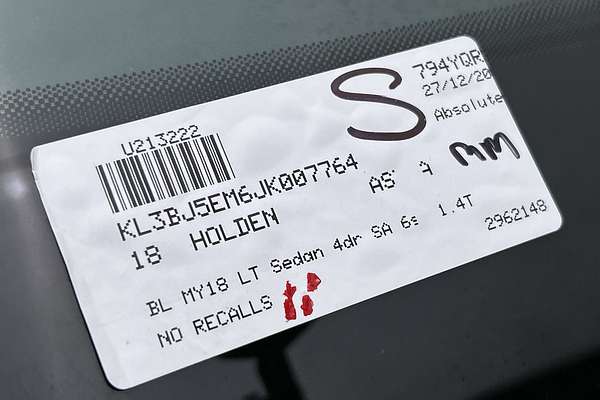 U213222
S
794YQR
27/12/20
Absolute
KL3BJ5EM6JK007764
AS A
MM
18 HOLDEN
BL MY18 LT Sedan 4dr SA 6s 1.4T
2962148
NO RECALLS